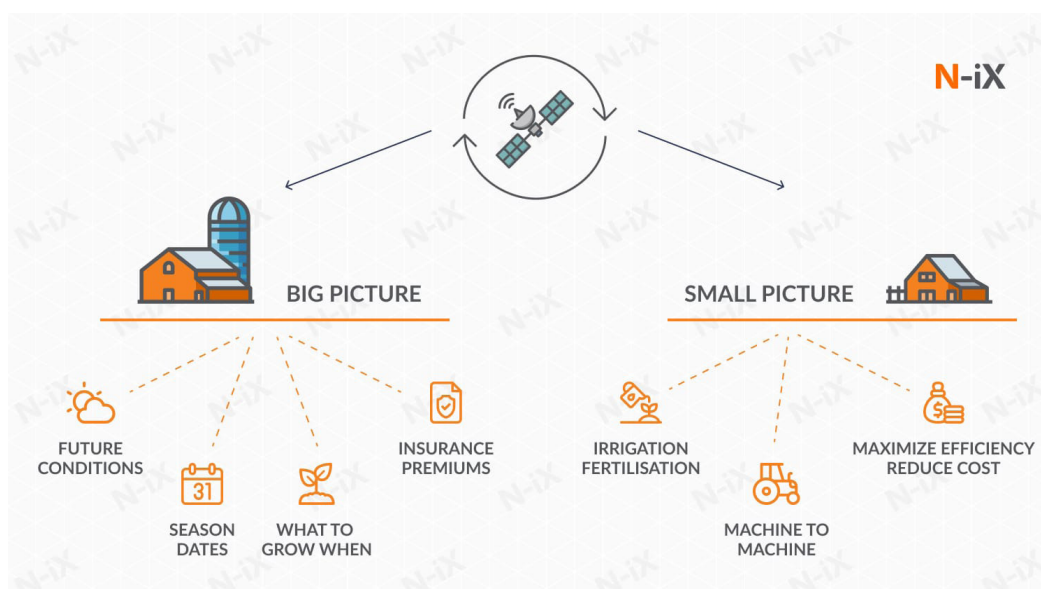 N-iX
BIG PICTURE
SMALL PICTURE
FUTURE
CONDITIONS
31
SEASON
DATES
WHAT TO
GROW WHEN
INSURANCE
PREMIUMS
IRRIGATION
FERTILISATION
MACHINE TO
MACHINE
$
MAXIMIZE EFFICIENCY
REDUCE COST